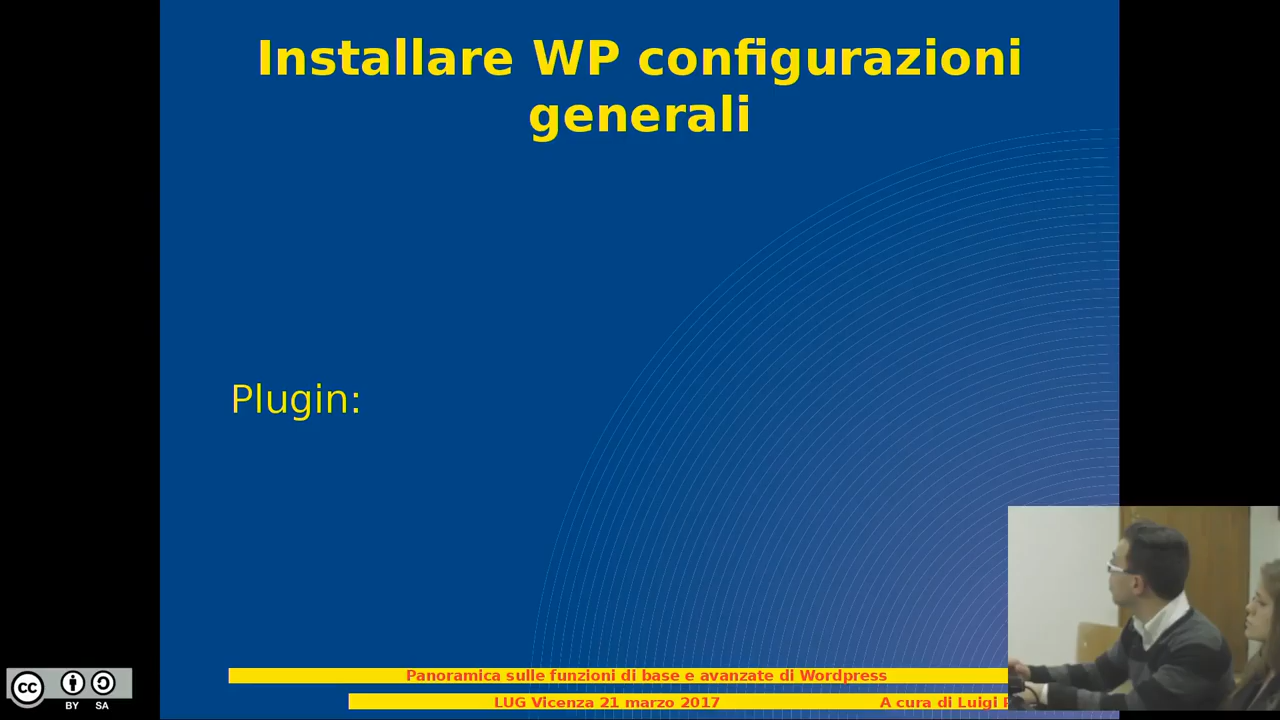 Installare WP configurazioni
generali
Plugin:
Panoramica sulle funzioni di base e avanzate di Wordpress
LUG Vicenza 21 marzo 2017 A cura di Luigi
cc
BY SA